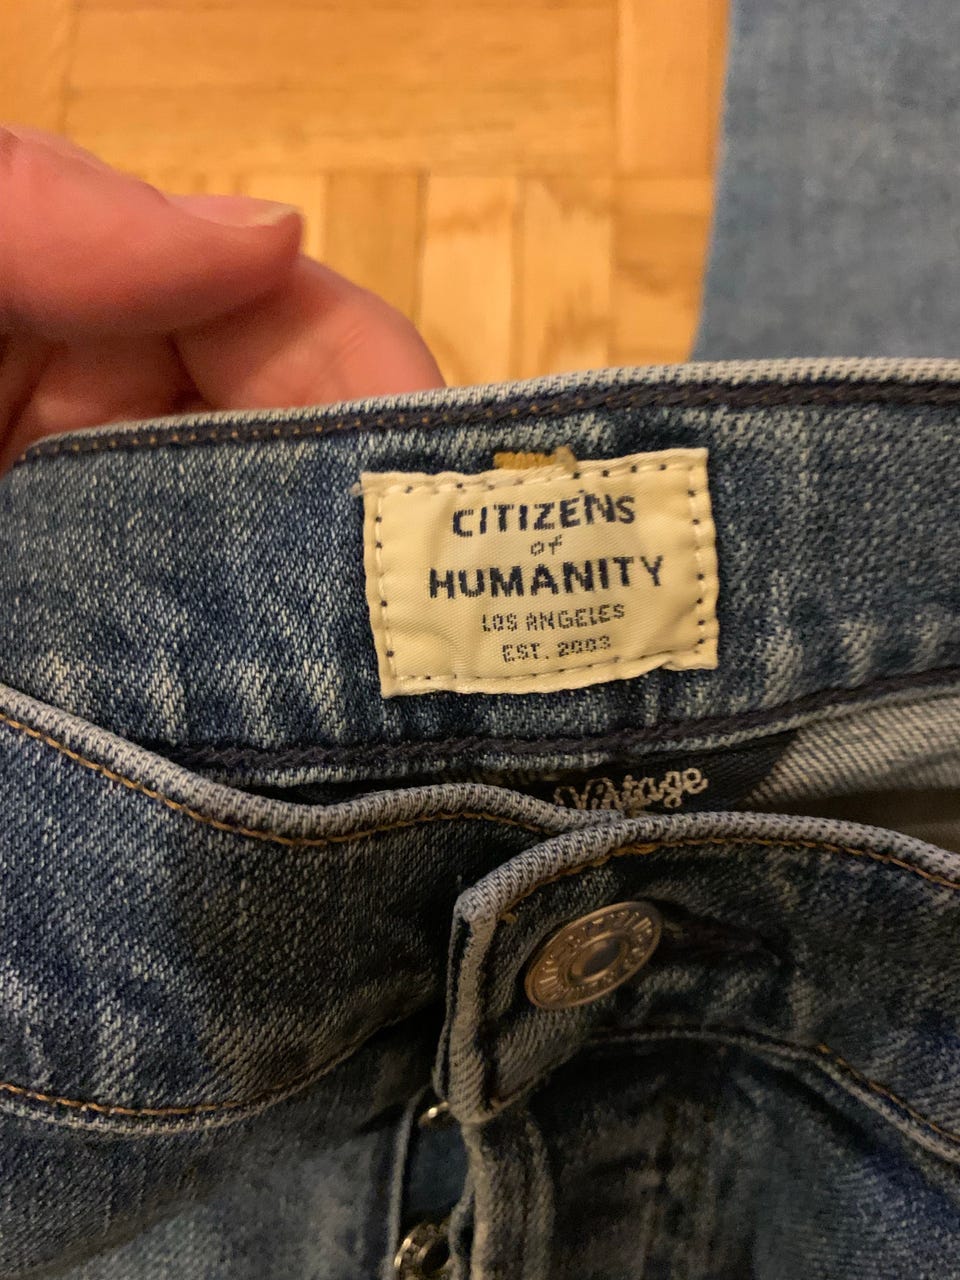 CITIZENS
of
HUMANITY
LOS ANGELES
EST. 2003
Vintage